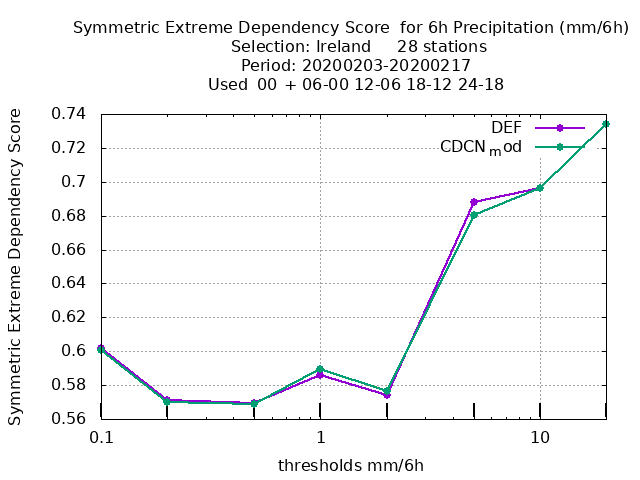 Symmetric Extreme Dependency Score  for 6h Precipitation (mm/6h)
Selection: Ireland     28 stations
Period: 20200203-20200217
Used  00  + 06-00 12-06 18-12 24-18
Symmetric Extreme Dependency Score
0.74
0.72
0.7
0.68
0.66
0.64
0.62
0.6
0.58
0.56
DEF
CDCN_mod
0.1
1
10
thresholds mm/6h